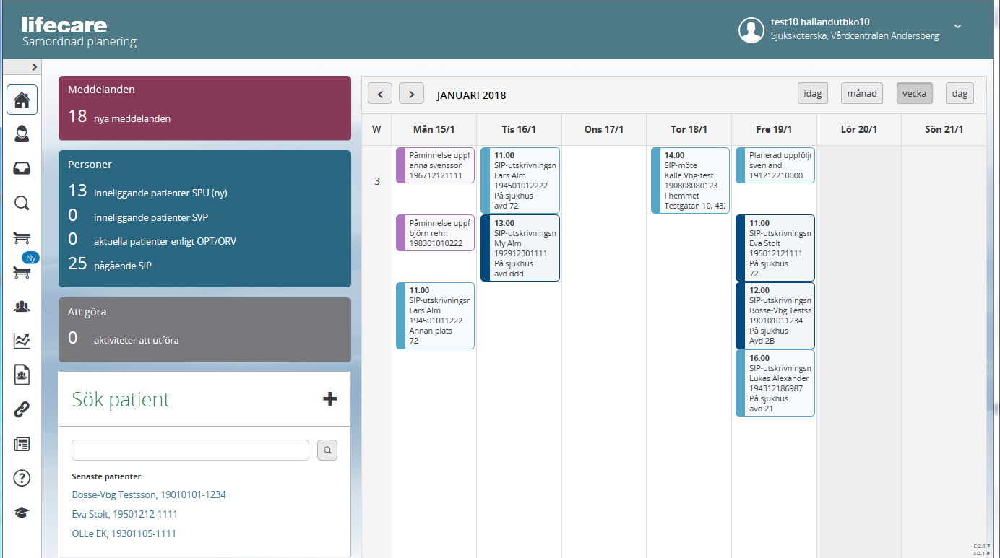 lifecare
Samordnad planering
test10 hallandutbko10
Sjuksköterska, Vårdcentralen Andersberg
Ny
Meddelanden
18 nya meddelanden
Personer
13 inneliggande patienter SPU (ny)
0 inneliggande patienter SVP
0 aktuella patienter enligt ÖPT/ÖRV
25 pågående SIP
Att göra
0 aktiviteter att utföra
Sök patient
Senaste patienter
Bosse-Vbg Testsson, 19010101-1234
Eva Stolt, 19501212-1111
OLLe EK, 19301105-1111
JANUARI 2018
idag månad vecka dag
W Mån 15/1 Tis 16/1 Ons 17/1 Tor 18/1 Fre 19/1 Lör 20/1 Sön 21/1
3
Påminnelse uppf
anna svensson
196712121111
Påminnelse uppf
björn rehn
198301010222
11:00
SIP-utskrivningsn
Lars Alm
194501011222
Annan plats
72
11:00
SIP-utskrivningsn
Lars Alm
194501012222
På sjukhus
avd 72
13:00
SIP-utskrivningsn
My Alm
192912301111
På sjukhus
avd ddd
14:00
SIP-möte
Kalle Vbg-test
190808080123
I hemmet
Testgatan 10, 432
Planerad uppföljn
sven and
191212210000
11:00
SIP-utskrivningsn
Eva Stolt
195012121111
På sjukhus
72
12:00
SIP-utskrivningsn
Bosse-Vbg Testss
190101011234
På sjukhus
Avd 2B
16:00
SIP-utskrivningsn
Lukas Alexander
194312186987
På sjukhus
avd 21
C:2.1.7
S:2.1.9